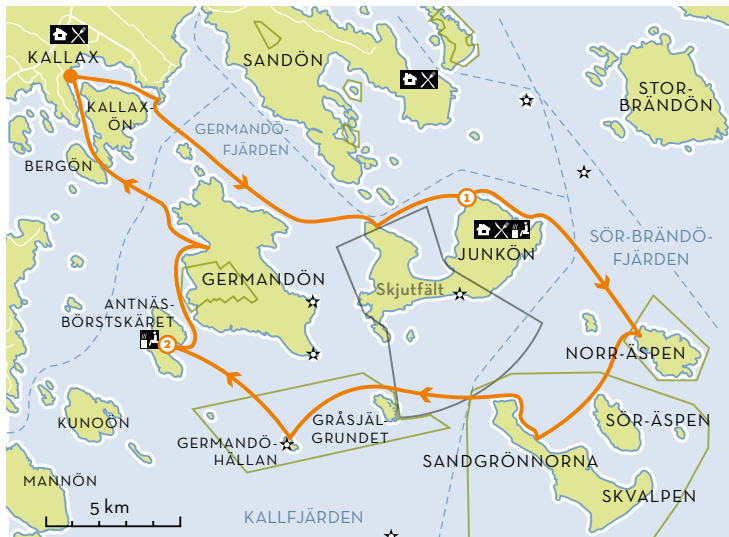 KALLAX
SANDÖN
STOR-
BRÄNDÖN
KALLAX-
ÖN
GERMANDÖ-
FJÄRDEN
BERGÖN
1
SÖR-BRÄNDÖ-
FJÄRDEN
JUNKÖN
GERMANDÖN
Skjutfält
ANTNÄS-
BÖRSTSKÄRET
2
NORR-ÄSPEN
KUNOÖN
GRÅSJÄL-
GRUNDET
SÖR-ÄSPEN
GERMANDÖ-
HÄLLAN
SANDGRÖNNORNA
MANNÖN
SKVALPEN
5 km
KALLFJÄRDEN